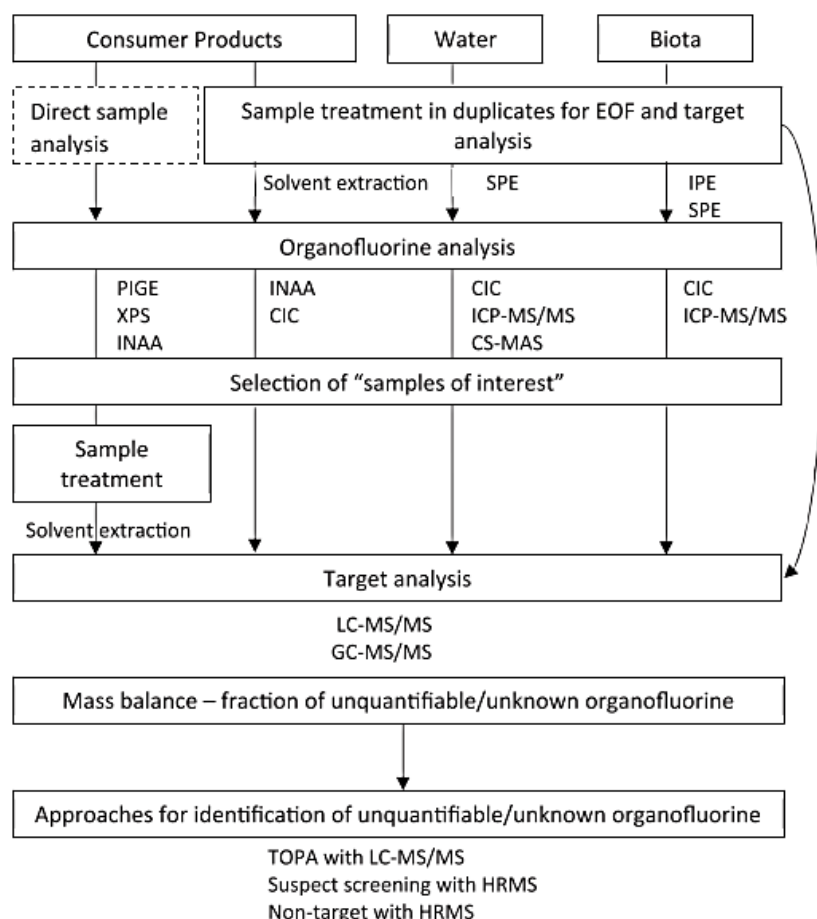 Consumer Products
Water
Biota
Direct sample
analysis
Sample treatment in duplicates for EOF and target
analysis
Solvent extraction
SPE
IPE
SPE
Organofluorine analysis
PIGE
XPS
INAA
INAA
CIC
CIC
ICP-MS/MS
CS-MAS
CIC
ICP-MS/MS
Selection of “samples of interest”
Sample
treatment
Solvent extraction
Target analysis
LC-MS/MS
GC-MS/MS
Mass balance – fraction of unquantifiable/unknown organofluorine
Approaches for identification of unquantifiable/unknown organofluorine
TOPA with LC-MS/MS
Suspect screening with HRMS
Non-target with HRMS